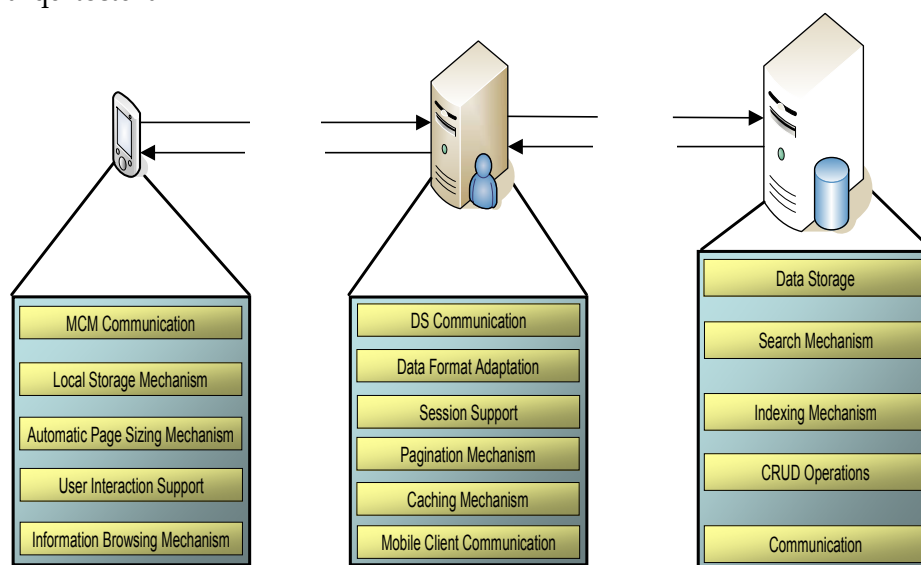 MCM Communication
Local Storage Mechanism
Automatic Page Sizing Mechanism
User Interaction Support
Information Browsing Mechanism
DS Communication
Data Format Adaptation
Session Support
Pagination Mechanism
Caching Mechanism
Mobile Client Communication
Data Storage
Search Mechanism
Indexing Mechanism
CRUD Operations
Communication